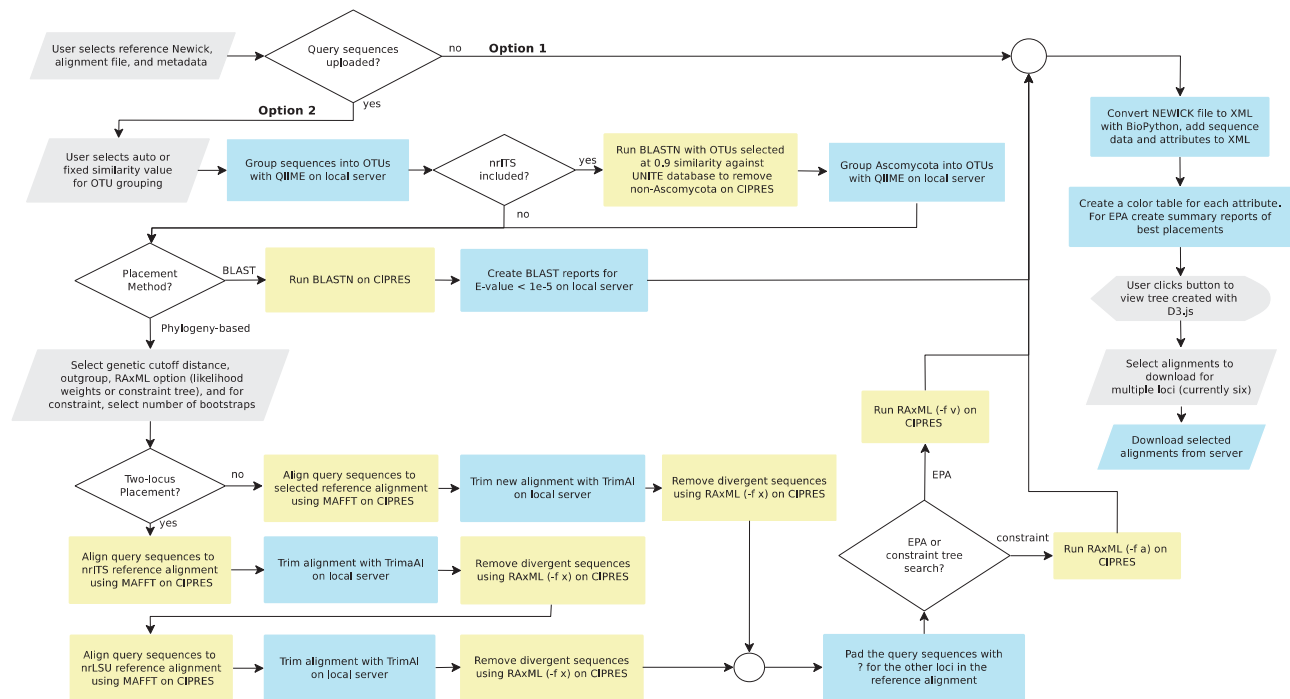 User selects reference Newick,
alignment file, and metadata
Query sequences
uploaded?
no
Option 1
yes
Option 2
Convert NEWICK file to XML
with BioPython, add sequence
data and attributes to XML
User selects auto or
fixed similarity value
for OTU grouping
Group sequences into OTUs
with QIIME on local server
nrITS
included?
yes
Run BLASTN with OTUs selected
at 0.9 similarity against
UNITE database to remove
non-Ascomycota on CIPRES
Group Ascomycota into OTUs
with QIIME on local server
no
Create a color table for each attribute.
For EPA create summary reports of
best placements
Placement
Method?
BLAST
Run BLASTN on CIPRES
Create BLAST reports for
E-value < 1e-5 on local server
User clicks button to
view tree created with
D3.js
Phylogeny-based
Select genetic cutoff distance,
outgroup, RAxML option (likelihood
weights or constraint tree), and for
constraint, select number of bootstraps
Select alignments to
download for
multiple loci (currently six)
Run RAxML (-f v) on
CIPRES
Download selected
alignments from server
Two-locus
Placement?
no
Align query sequences to
selected reference alignment
using MAFFT on CIPRES
Trim new alignment with TrimAl
on local server
Remove divergent sequences
using RAxML (-f x) on CIPRES
EPA
yes
EPA or
constraint tree
search?
constraint
Run RAxML (-f a) on
CIPRES
Align query sequences to
nrITS reference alignment
using MAFFT on CIPRES
Trim alignment with TrimaAl
on local server
Remove divergent sequences
using RAxML (-f x) on CIPRES
Align query sequences to
nrLSU reference alignment
using MAFFT on CIPRES
Trim alignment with TrimAl
on local server
Remove divergent sequences
using RAxML (-f x) on CIPRES
Pad the query sequences with
? for the other loci in the
reference alignment